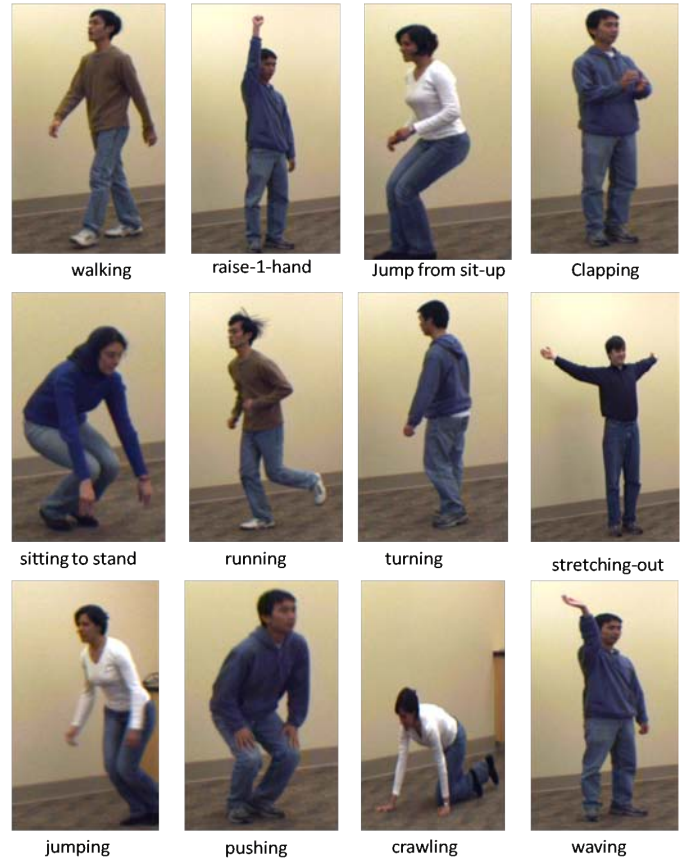 walking
raise-1-hand
Jump from sit-up
Clapping
sitting to stand
running
turning
stretching-out
jumping
pushing
crawling
waving